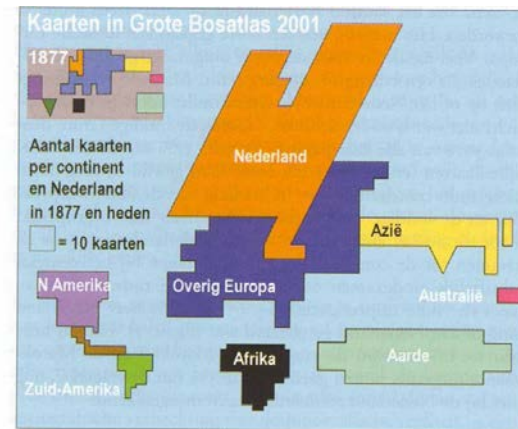 Kaarten in Grote Bosatlas 2001
1877
Aantal kaarten
per continent
en Nederland
in 1877 en heden
= 10 kaarten
Nederland
Azië
Overig Europa
Australië
N Amerika
Afrika
Aarde
Zuid-Amerika